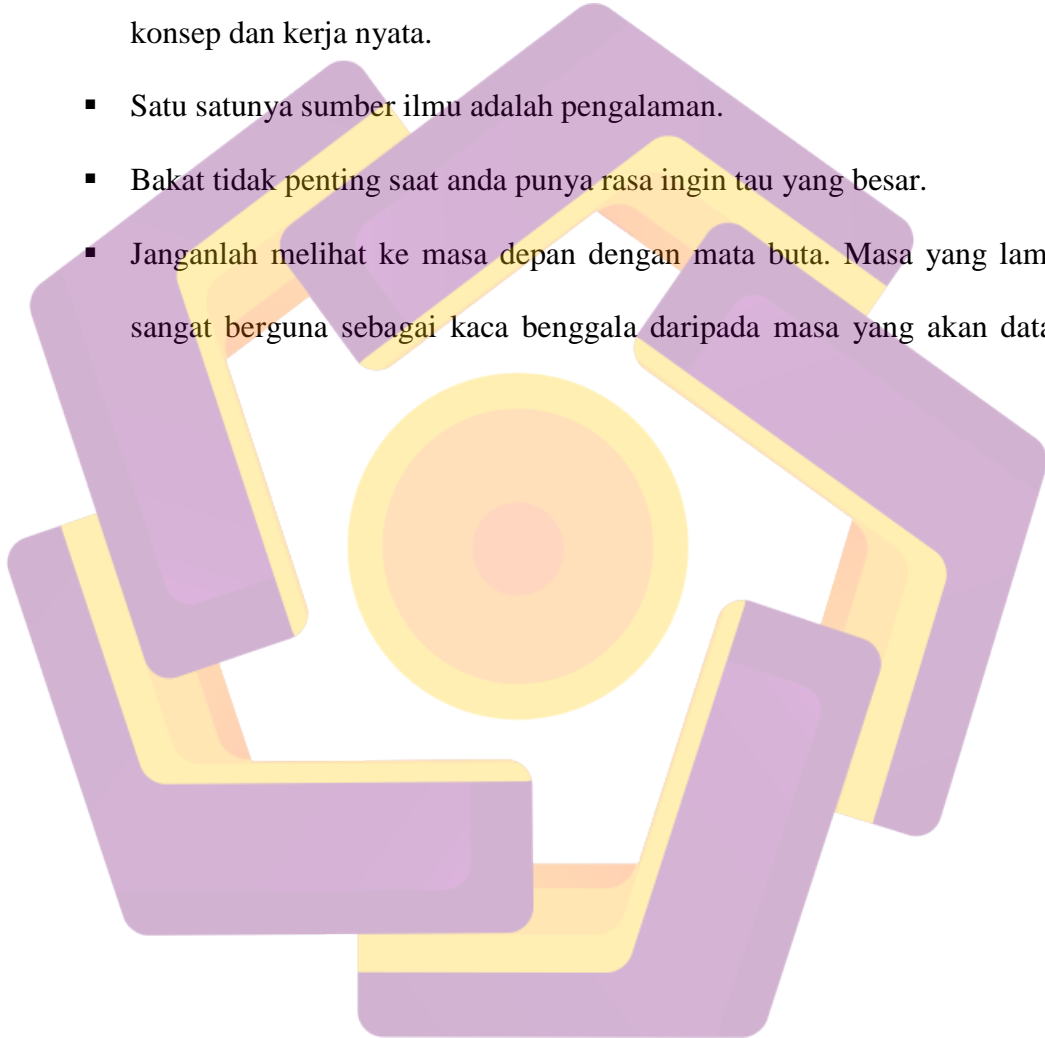 konsep dan kerja nyata.
▪ Satu satunya sumber ilmu adalah pengalaman.
▪ Bakat tidak penting saat anda punya rasa ingin tau yang besar.
▪ Janganlah melihat ke masa depan dengan mata buta. Masa yang lam
sangat berguna sebagai kaca benggala daripada masa yang akan data